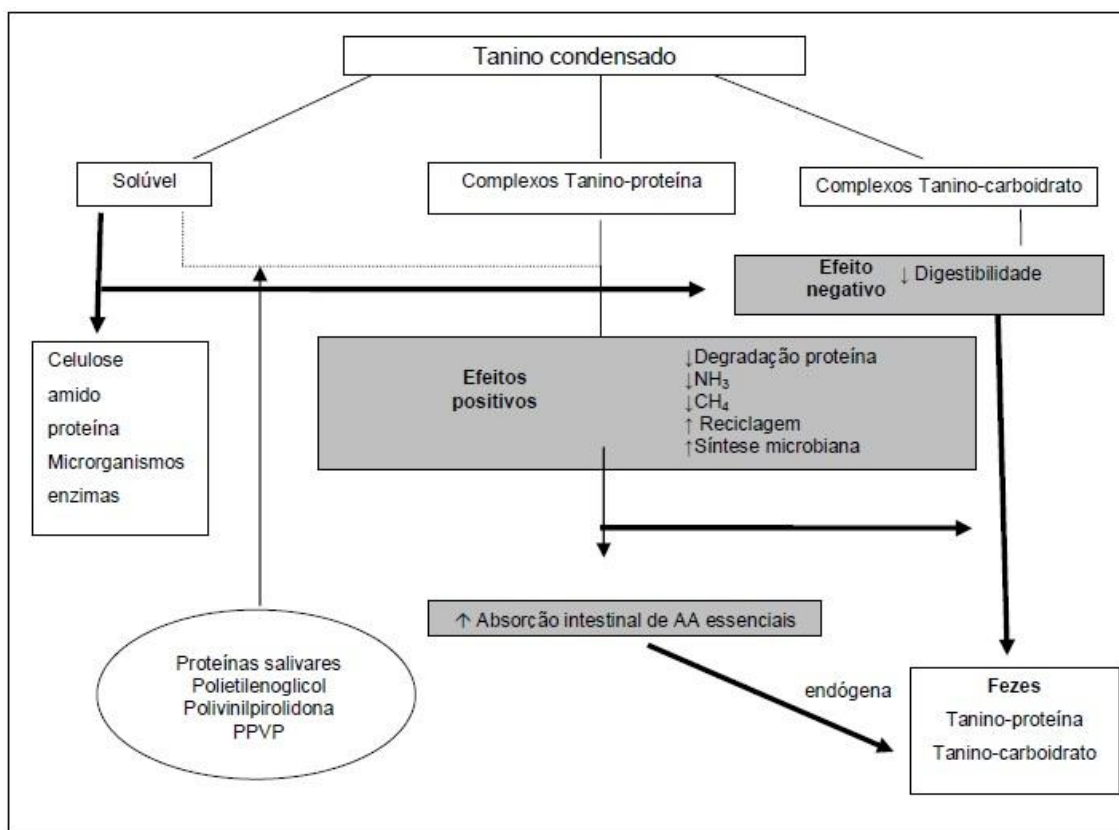 Tanino condensado
Solúvel
Complexos Tanino-proteína
Complexos Tanino-carboidrato
Efeito negativo
↓ Digestibilidade
Celulose
amido
proteína
Microrganismos
enzimas
Efeitos positivos
↓Degradação proteína
↓NH₃
↓CH₄
↑ Reciclagem
↑Síntese microbiana
↑ Absorção intestinal de AA essenciais
Proteínas salivares
Polietilenoglicol
Polivinilpirolidona
PPVP
endógena
Fezes
Tanino-proteína
Tanino-carboidrato